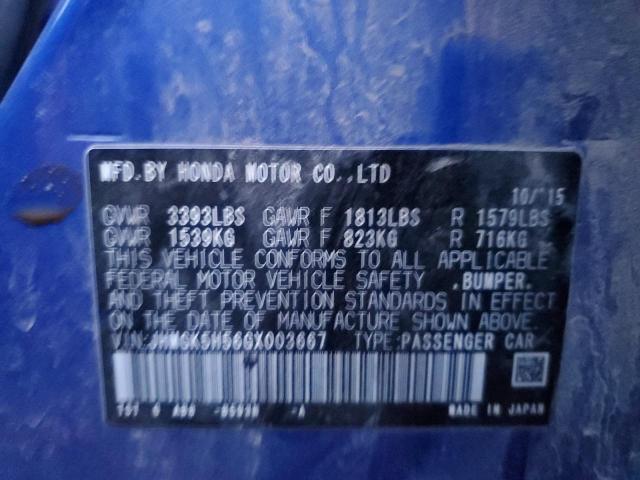 MFD.BY HONDA MOTOR CO.,LTD
10/'15
GVWR 3393LBS GAWR F 1813LBS R 1579LBS
GVWR 1539KG GAWR F 823KG R 716KG
THIS VEHICLE CONFORMS TO ALL APPLICABLE
FEDERAL MOTOR VEHICLE SAFETY ,BUMPER,
AND THEFT PREVENTION STANDARDS IN EFFECT
ON THE DATE OF MANUFACTURE SHOWN ABOVE.
VIN:JHMGK5H56GX003667 TYPE:PASSENGER CAR
-A MADE IN JAPAN